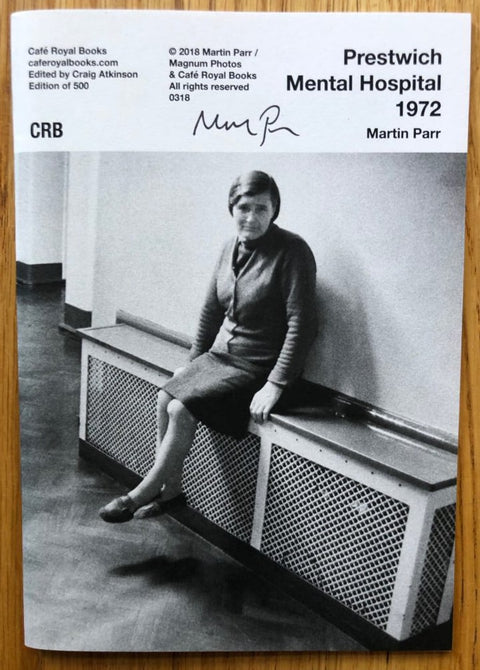 Café Royal Books
caferoyalbooks.com
Edited by Craig Atkinson
Edition of 500
CRB
© 2018 Martin Parr /
Magnum Photos
& Café Royal Books
All rights reserved
0318
Prestwich
Mental Hospital
1972
Martin Parr